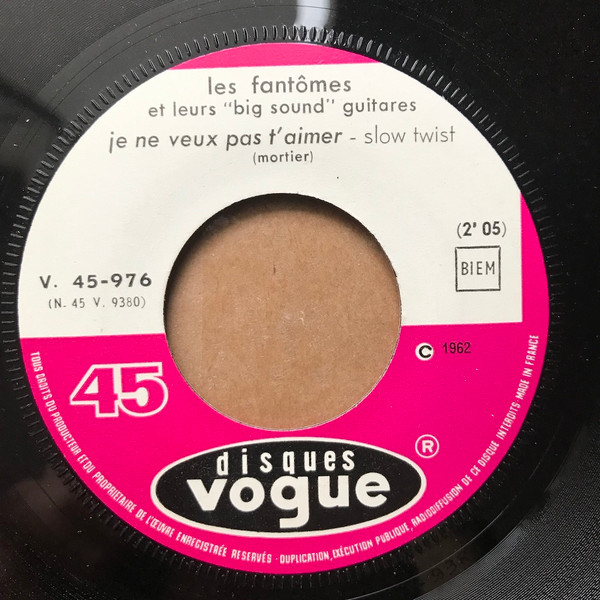 les fantômes
et leurs "big sound" guitares
je ne veux pas t'aimer - slow twist
(mortier)
(2' 05)
BIEM
V. 45-976
(N. 45 V. 9380)
© 1962
45
disques
vogue
®
TOUS DROITS DU PRODUCTEUR ET DU PROPRIETAIRE DE L'ŒUVRE ENREGISTRÉE RESERVÉS - DUPLICATION, EXÉCUTION PUBLIQUE, RADIODIFFUSION DE CE DISQUE INTERDITS MADE IN FRANCE